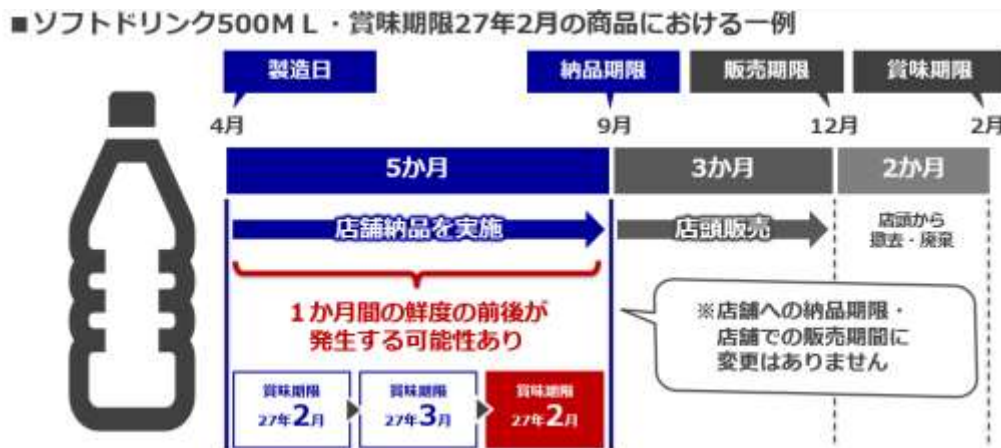 ■ソフトドリンク500ML・賞味期限27年2月の商品における一例
製造日
納品期限
販売期限
賞味期限
4月
9月
12月
2月
5か月
3か月
2か月
店舗納品を実施
店頭販売
店頭から
撤去・廃棄
1か月間の鮮度の前後が
発生する可能性あり
※店舗への納品期限・
店舗での販売期間に
変更はありません
賞味期限
27年2月
賞味期限
27年3月
賞味期限
27年2月